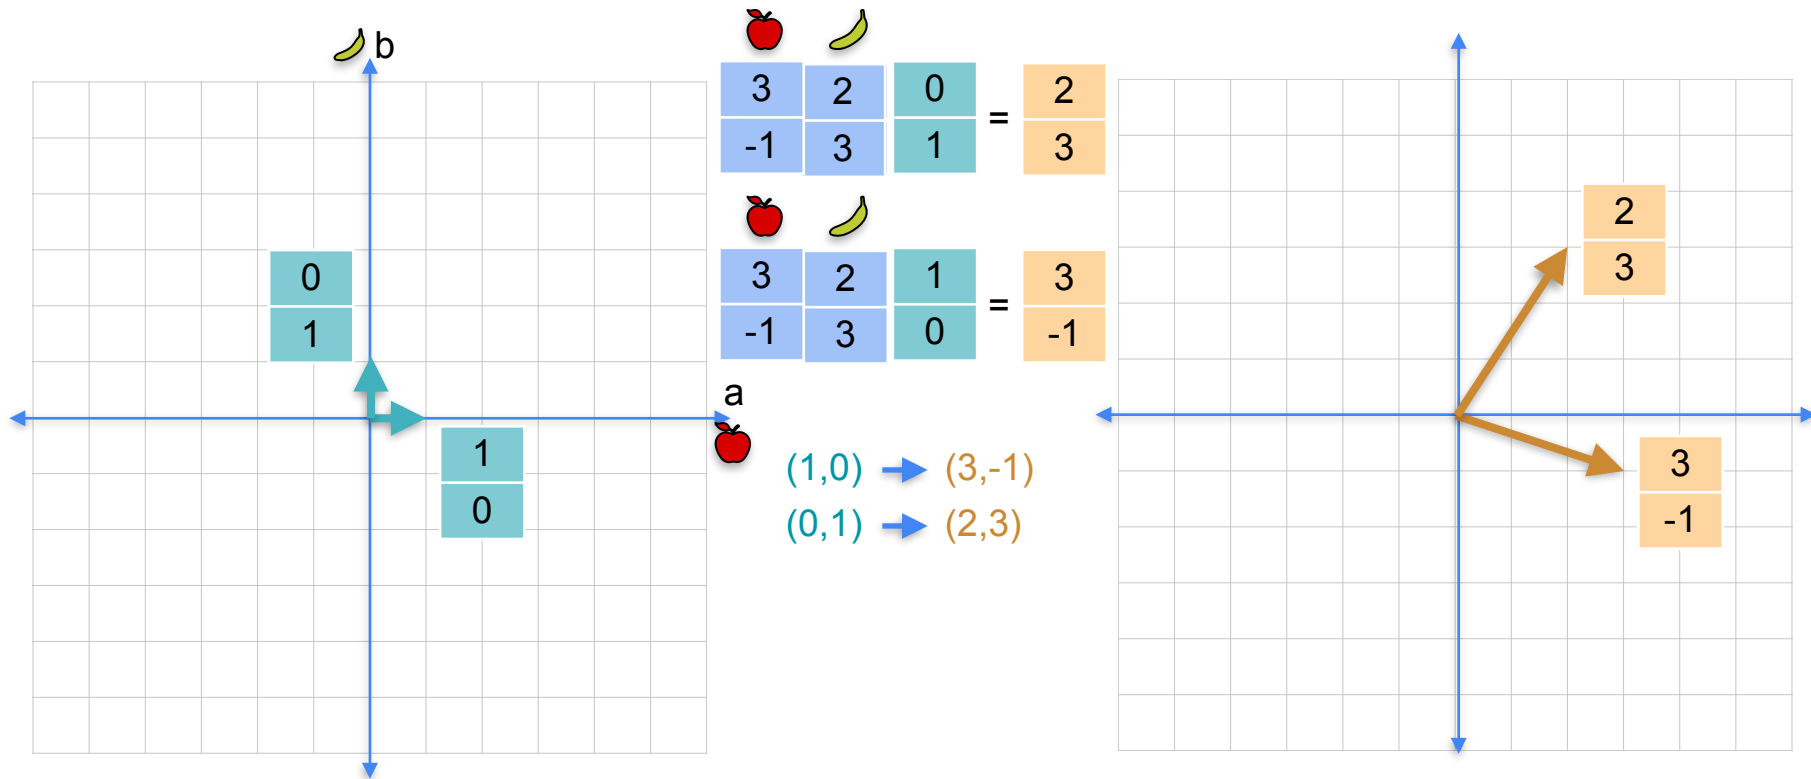 b
0
1
1
0
a
3 2 0 = 2
-1 3 1 3
3 2 1 = 3
-1 3 0 -1
(1,0) (3,-1)
(0,1) (2,3)
2
3
3
-1